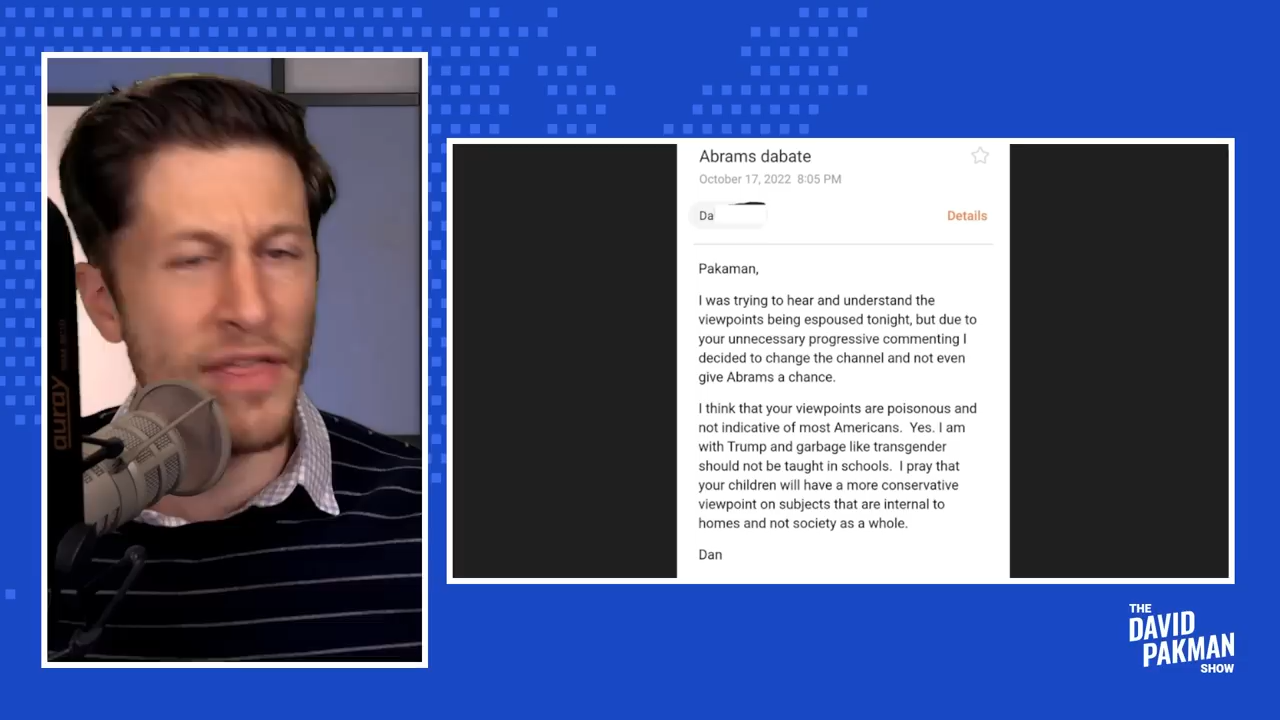 auray
Abrams dabate
October 17, 2022 8:05 PM
Da
Details
Pakaman,
I was trying to hear and understand the
viewpoints being espoused tonight, but due to
your unnecessary progressive commenting I
decided to change the channel and not even
give Abrams a chance.
I think that your viewpoints are poisonous and
not indicative of most Americans. Yes. I am
with Trump and garbage like transgender
should not be taught in schools. I pray that
your children will have a more conservative
viewpoint on subjects that are internal to
homes and not society as a whole.
Dan
THE
DAVID
PAKMAN
SHOW